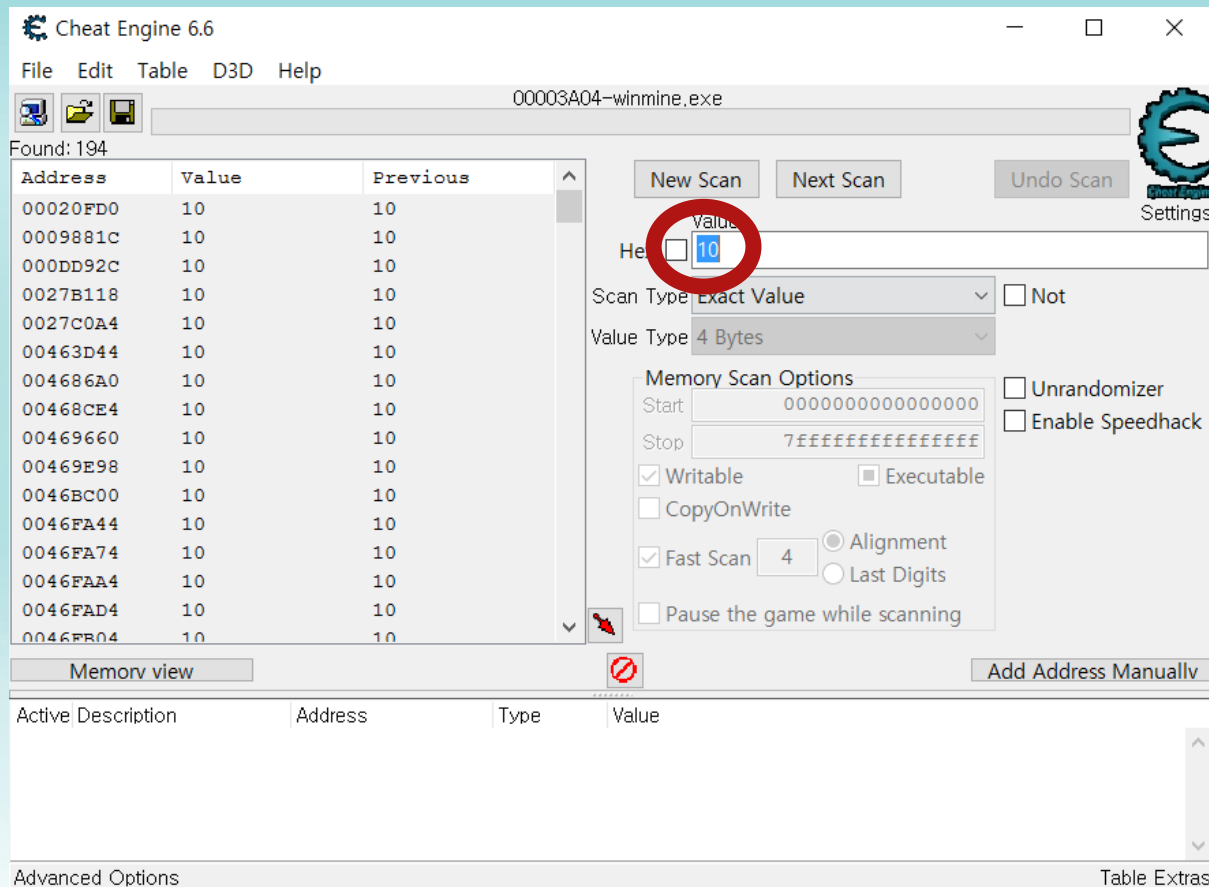 Cheat Engine 6.6
File Edit Table D3D Help
00003A04-winmine.exe
Found: 194
Address Value Previous
00020FD0 10 10
0009881C 10 10
000DD92C 10 10
0027B118 10 10
0027C0A4 10 10
00463D44 10 10
004686A0 10 10
00468CE4 10 10
00469660 10 10
00469E98 10 10
0046BC00 10 10
0046FA44 10 10
0046FA74 10 10
0046FAA4 10 10
0046FAD4 10 10
0046FB04 10 10
New Scan Next Scan Undo Scan
Cheat Engine
Settings
Value
Hex 10
Scan Type Exact Value Not
Value Type 4 Bytes
Memory Scan Options
Start 0000000000000000
Stop 7fffffffffffffff
Writable Executable
CopyOnWrite
Fast Scan 4 Alignment
Last Digits
Pause the game while scanning
Unrandomizer
Enable Speedhack
Memory view Add Address Manually
Active Description Address Type Value
Advanced Options Table Extras